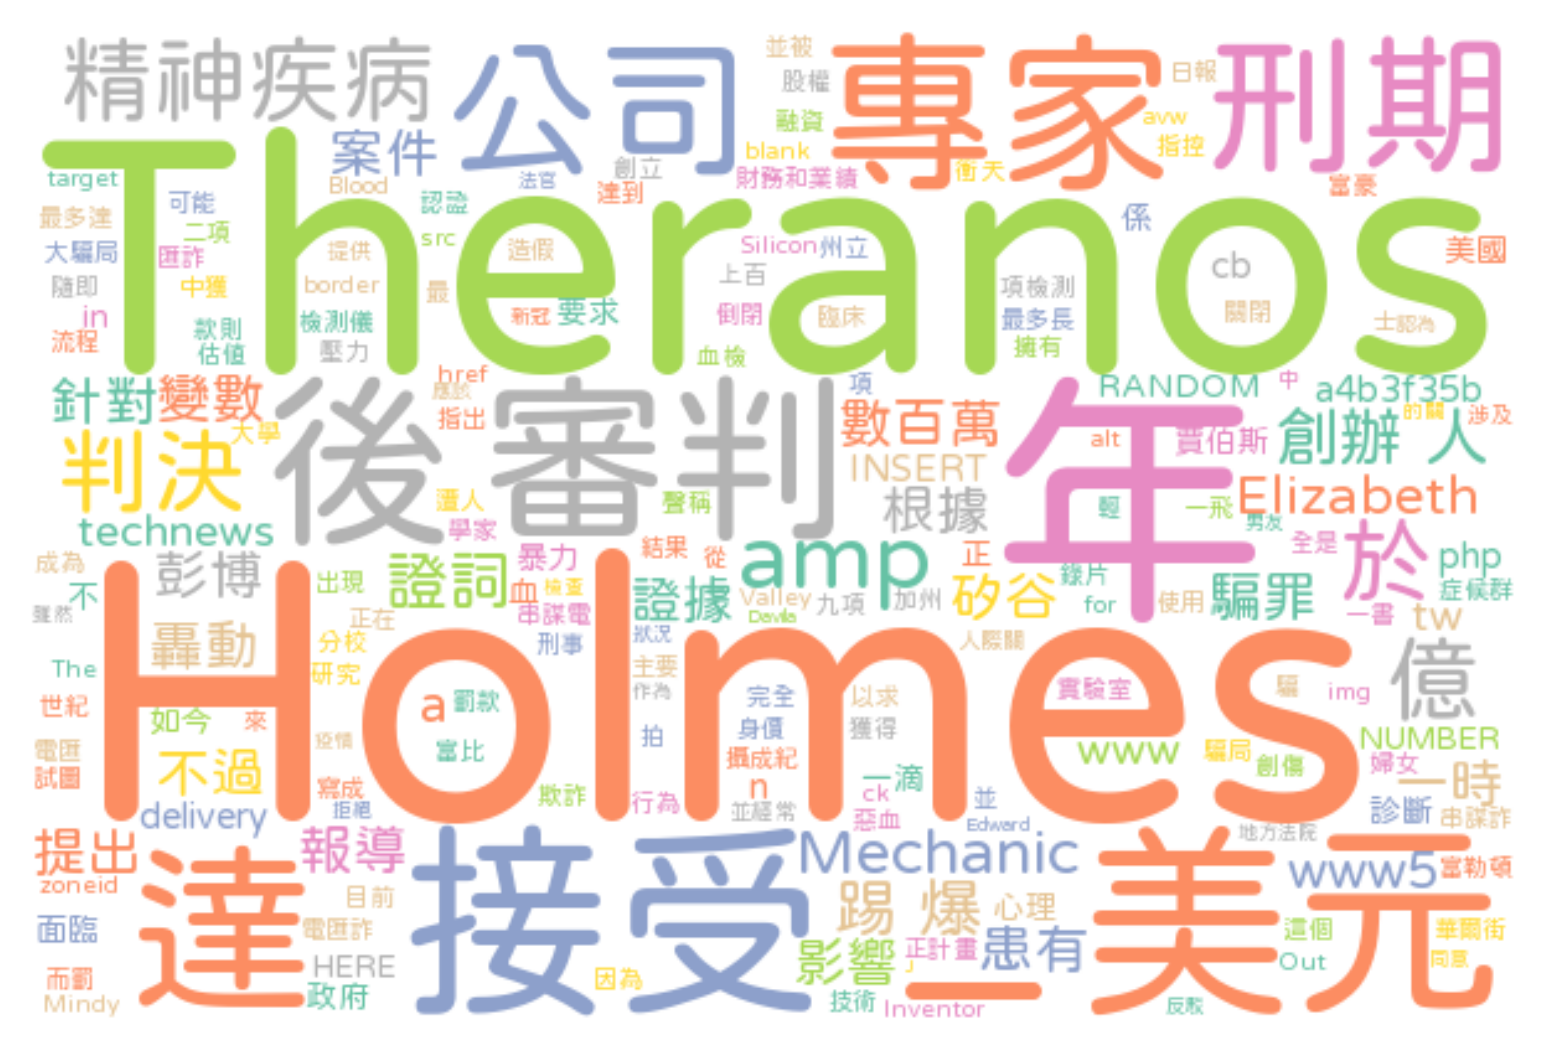 精神疾病 公司 並被 專家 日報 刑期
股權
案件 融資 avw
blank 指控
target Blood 法官 創立 達到 財務和業績 衝天 富豪
Theranos
可能 認證 係
最多達 二項 src 造假 Silicon 州立 美國
大騙局 匯詐 提供 上百 cb
隨即 中獲 border 最 項檢測
in 款則 檢測儀 新冠 要求 倒閉 臨床 最多長 關閉 士認為
流程 估值 壓力 血檢 擁有
href 項 RANDOM 中 a4b3f35b
針對 變數 應該 指出 數百萬 alt 賈伯斯 創辦 人 的關 涉及
判決 大學 後審判 年
INSERT
遭人 聲稱 根據 輕 一飛 Elizabeth
technews 學家 男友
成為 彭博 暴力 結果 從 amp 正 全是 於 php
不 出現 證詞 血 檢查 證據 Valley 九項 加州 矽谷 錄片 騙罪 症候群
雖然 正在 串謀電 Davila for 使用 一書 tw
轟動 分校 刑事 狀況 人際關
The 研究 Holmes 主要 億
世紀 a 罰款 作為 完全 以求 實驗室 騙 img
如今 來 身價 獲得 NUMBER
電匯 疫情 富比 拍 攝成紀 www 騙局 婦女
試圖 不過 寫成 n 一滴 創傷 一時
欺詐 行為 ck 並
delivery 拒絕 並經常 惡血 Edward 診斷 串謀詐
提出 報導 Mechanic 地方法院
zoneid 達 接受 美元 www5 富勒頓
目前 踢 爆 心理
面臨 電匯詐 正計畫 患有 這個 華爾街
而罰 HERE 因為 影響 」 一 Out 同意
Mindy 政府 技術 Inventor 反駁